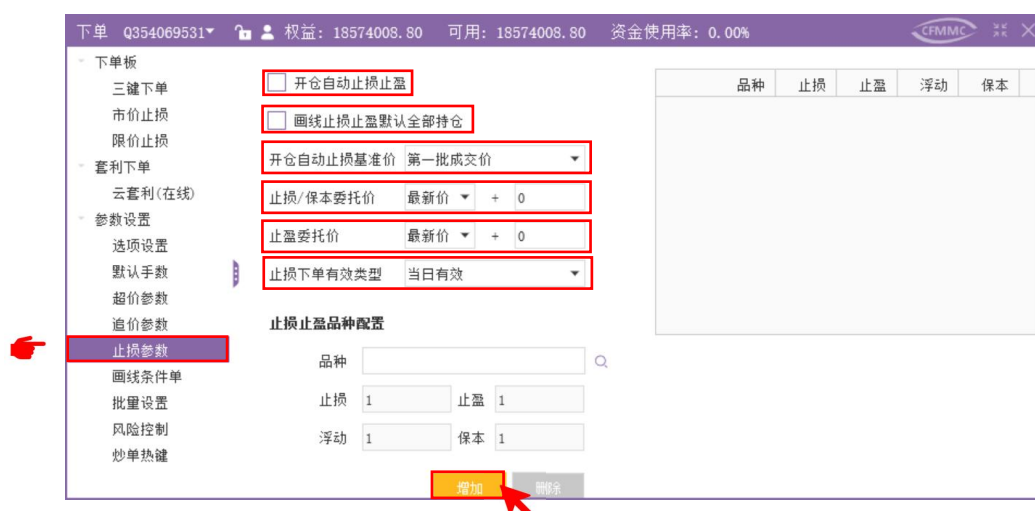 下单 Q354069531 权益: 18574008.80 可用: 18574008.80 资金使用率: 0.00% CFMMC
下单板
三键下单
市价止损
限价止损
套利下单
云套利(在线)
参数设置
选项设置
默认手数
超价参数
追价参数
止损参数
画线条件单
批量设置
风险控制
炒单热键
开仓自动止损止盈
画线止损止盈默认全部持仓
开仓自动止损基准价 第一批成交价
止损/保本委托价 最新价 + 0
止盈委托价 最新价 + 0
止损下单有效类型 当日有效
止损止盈品种配置
品种
止损 1 止盈 1
浮动 1 保本 1
增加 删除
品种 止损 止盈 浮动 保本